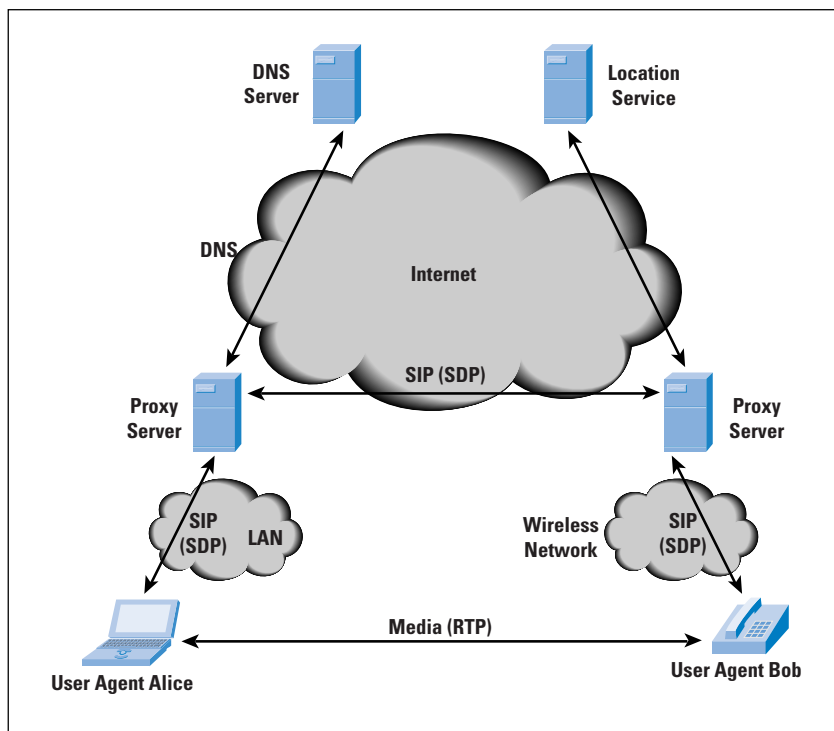 DNS
Server
Location
Service
DNS
Internet
SIP (SDP)
Proxy
Server
Proxy
Server
SIP
(SDP)
LAN
Wireless
Network
SIP
(SDP)
Media (RTP)
User Agent Alice
User Agent Bob